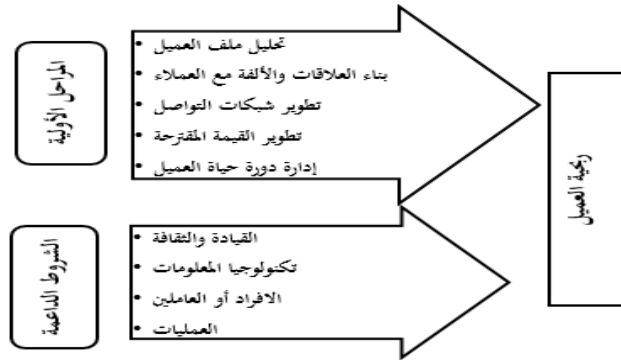 المراحل الأولية
تحليل ملف العميل
بناء العلاقات والألفة مع العملاء
تطوير شبكات التواصل
تطوير القيمة المقترحة
إدارة دورة حياة العميل
الشروط الداعمة
القيادة والثقافة
تكنولوجيا المعلومات
الافراد أو العاملين
العمليات
ربحية العميل